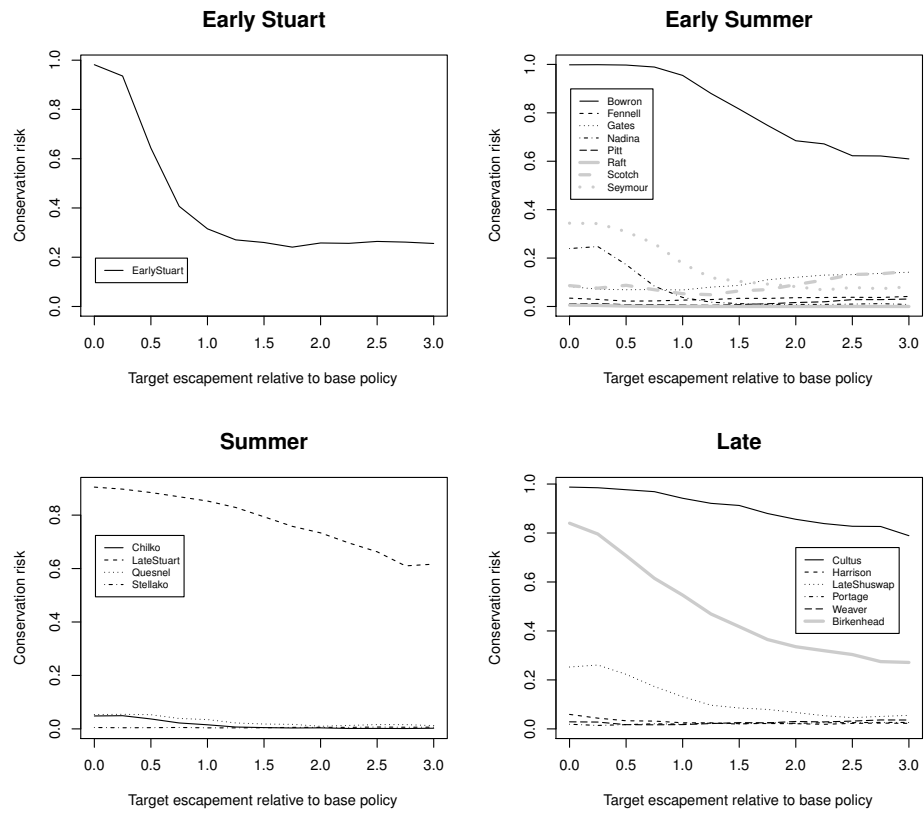 Early Stuart
Conservation risk
0.0 0.2 0.4 0.6 0.8 1.0
EarlyStuart
0.0 0.5 1.0 1.5 2.0 2.5 3.0
Target escapement relative to base policy
Early Summer
Conservation risk
0.0 0.2 0.4 0.6 0.8 1.0
Bowron
Fennell
Gates
Nadina
Pitt
Raft
Scotch
Seymour
0.0 0.5 1.0 1.5 2.0 2.5 3.0
Target escapement relative to base policy
Summer
Conservation risk
0.0 0.2 0.4 0.6 0.8
Chilko
LateStuart
Quesnel
Stellako
0.0 0.5 1.0 1.5 2.0 2.5 3.0
Target escapement relative to base policy
Late
Conservation risk
0.0 0.2 0.4 0.6 0.8 1.0
Cultus
Harrison
LateShuswap
Portage
Weaver
Birkenhead
0.0 0.5 1.0 1.5 2.0 2.5 3.0
Target escapement relative to base policy